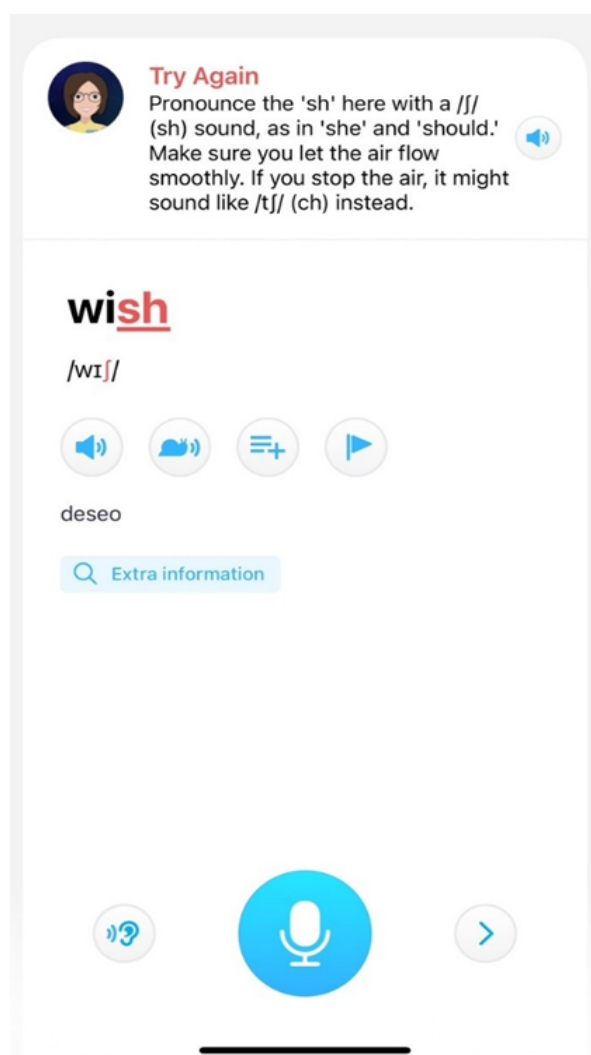 Try Again
Pronounce the 'sh' here with a /ʃ/
(sh) sound, as in 'she' and 'should.'
Make sure you let the air flow
smoothly. If you stop the air, it might
sound like /tʃ/ (ch) instead.
wish
/wɪʃ/
deseo
Extra information